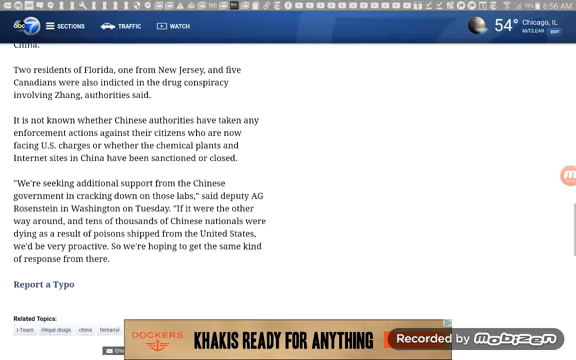 6:56 AM
abc 7
SECTIONS
TRAFFIC
WATCH
54°
Chicago, IL
M/CLEAR
EDIT
China.
Two residents of Florida, one from New Jersey, and five
Canadians were also indicted in the drug conspiracy
involving Zhang, authorities said.
It is not known whether Chinese authorities have taken any
enforcement actions against their citizens who are now
facing U.S. charges or whether the chemical plants and
Internet sites in China have been sanctioned or closed.
"We're seeking additional support from the Chinese
government in cracking down on those labs," said deputy AG
Rosenstein in Washington on Tuesday. "If it were the other
way around, and tens of thousands of Chinese nationals were
dying as a result of poisons shipped from the United States,
we'd be very proactive. So we're hoping to get the same kind
of response from there.
Report a Typo
Related Topics:
i-Team illegal drugs china fentanyl
DOCKERS
KHAKIS READY FOR ANYTHING
Recorded by mobizen